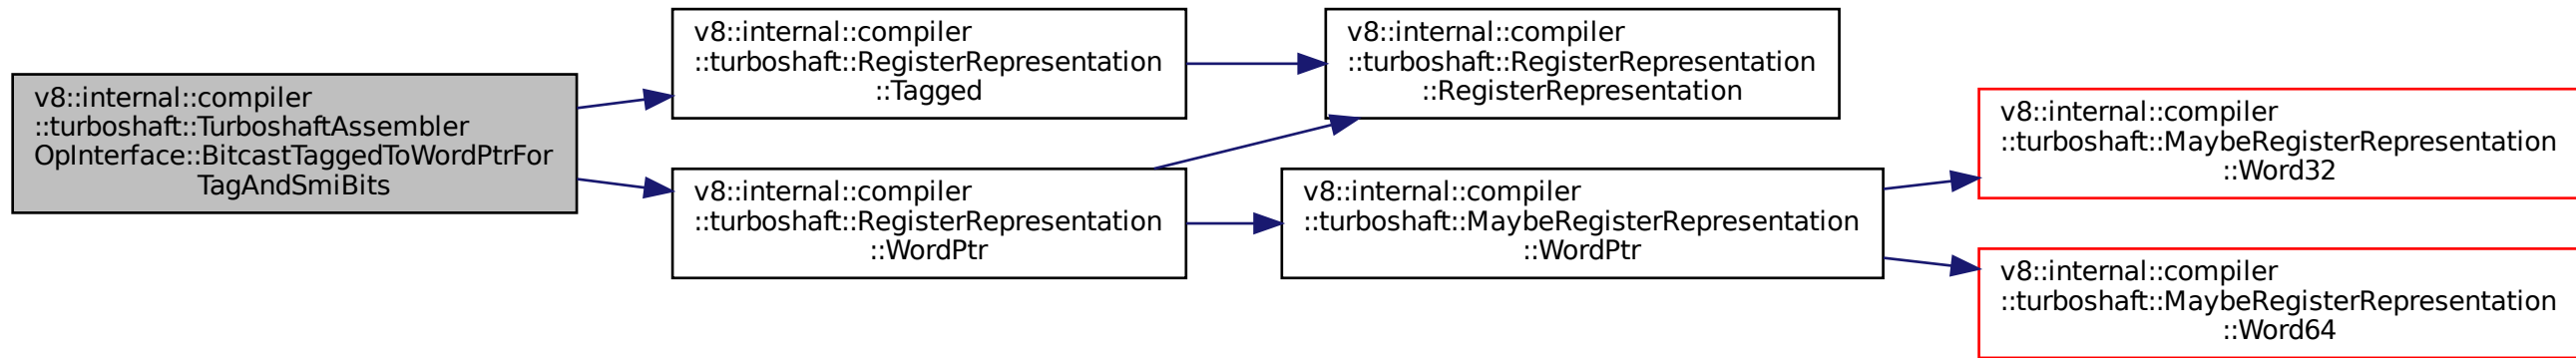 v8::internal::compiler
::turboshaft::TurboshaftAssembler
OpInterface::BitcastTaggedToWordPtrFor
TagAndSmiBits
v8::internal::compiler
::turboshaft::RegisterRepresentation
::Tagged
v8::internal::compiler
::turboshaft::RegisterRepresentation
::RegisterRepresentation
v8::internal::compiler
::turboshaft::RegisterRepresentation
::WordPtr
v8::internal::compiler
::turboshaft::MaybeRegisterRepresentation
::WordPtr
v8::internal::compiler
::turboshaft::MaybeRegisterRepresentation
::Word32
v8::internal::compiler
::turboshaft::MaybeRegisterRepresentation
::Word64